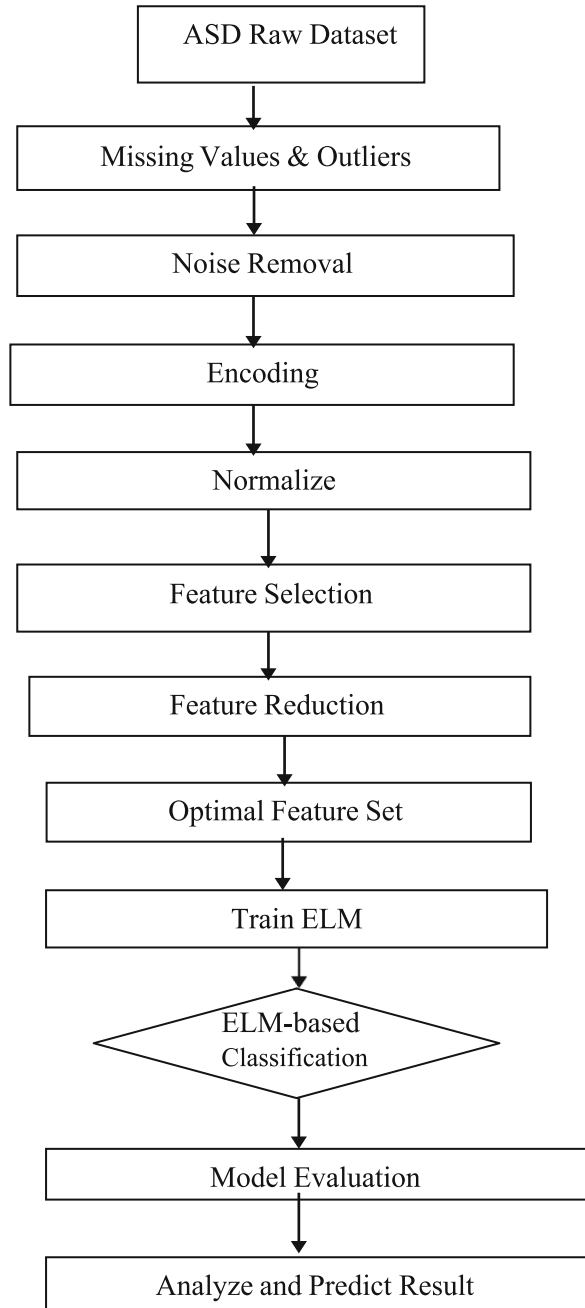 ASD Raw Dataset
Missing Values & Outliers
Noise Removal
Encoding
Normalize
Feature Selection
Feature Reduction
Optimal Feature Set
Train ELM
ELM-based
Classification
Model Evaluation
Analyze and Predict Result